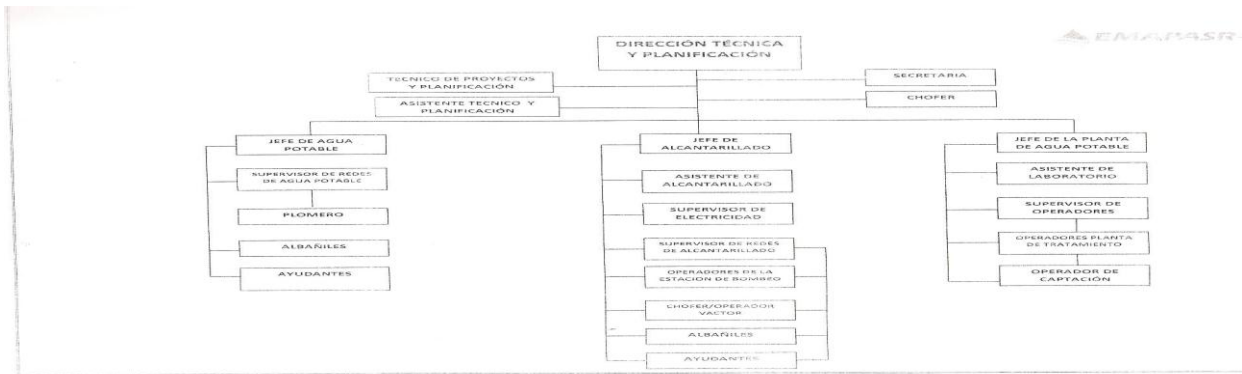 EMAPASR
DIRECCIÓN TÉCNICA
Y PLANIFICACIÓN
TECNICO DE PROYECTOS
Y PLANIFICACIÓN
SECRETARIA
ASISTENTE TECNICO Y
PLANIFICACIÓN
CHOFER
JEFE DE AGUA
POTABLE
SUPERVISOR DE REDES
DE AGUA POTABLE
PLOMERO
ALBAÑILES
AYUDANTES
JEFE DE
ALCANTARILLADO
ASISTENTE DE
ALCANTARILLADO
SUPERVISOR DE
ELECTRICIDAD
SUPERVISOR DE REDES
DE ALCANTARILLADO
OPERADORES DE LA
ESTACION DE BOMBEO
CHOFER/OPERADOR
VACTOR
ALBAÑILES
AYUDANTES
JEFE DE LA PLANTA
DE AGUA POTABLE
ASISTENTE DE
LABORATORIO
SUPERVISOR DE
OPERADORES
OPERADORES PLANTA
DE TRATAMIENTO
OPERADOR DE
CAPTACIÓN